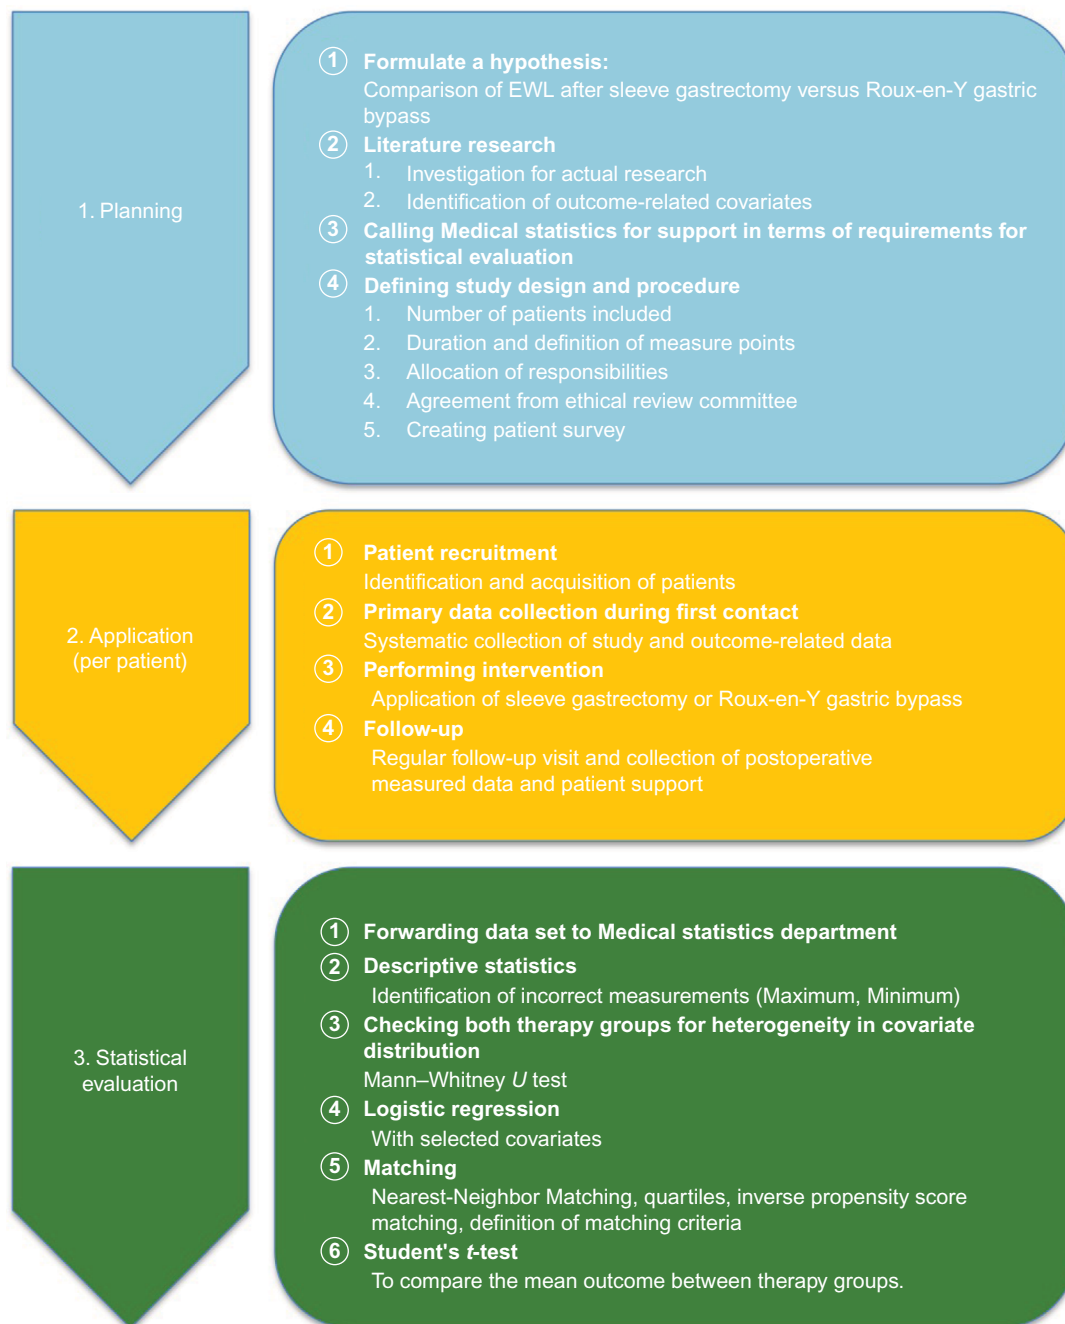 1. Planning
1 Formulate a hypothesis:
Comparison of EWL after sleeve gastrectomy versus Roux-en-Y gastric
bypass
2 Literature research
1. Investigation for actual research
2. Identification of outcome-related covariates
3 Calling Medical statistics for support in terms of requirements for
statistical evaluation
4 Defining study design and procedure
1. Number of patients included
2. Duration and definition of measure points
3. Allocation of responsibilities
4. Agreement from ethical review committee
5. Creating patient survey
2. Application
(per patient)
1 Patient recruitment
Identification and acquisition of patients
2 Primary data collection during first contact
Systematic collection of study and outcome-related data
3 Performing intervention
Application of sleeve gastrectomy or Roux-en-Y gastric bypass
4 Follow-up
Regular follow-up visit and collection of postoperative
measured data and patient support
3. Statistical
evaluation
1 Forwarding data set to Medical statistics department
2 Descriptive statistics
Identification of incorrect measurements (Maximum, Minimum)
3 Checking both therapy groups for heterogeneity in covariate
distribution
Mann–Whitney U test
4 Logistic regression
With selected covariates
5 Matching
Nearest-Neighbor Matching, quartiles, inverse propensity score
matching, definition of matching criteria
6 Student's t-test
To compare the mean outcome between therapy groups.